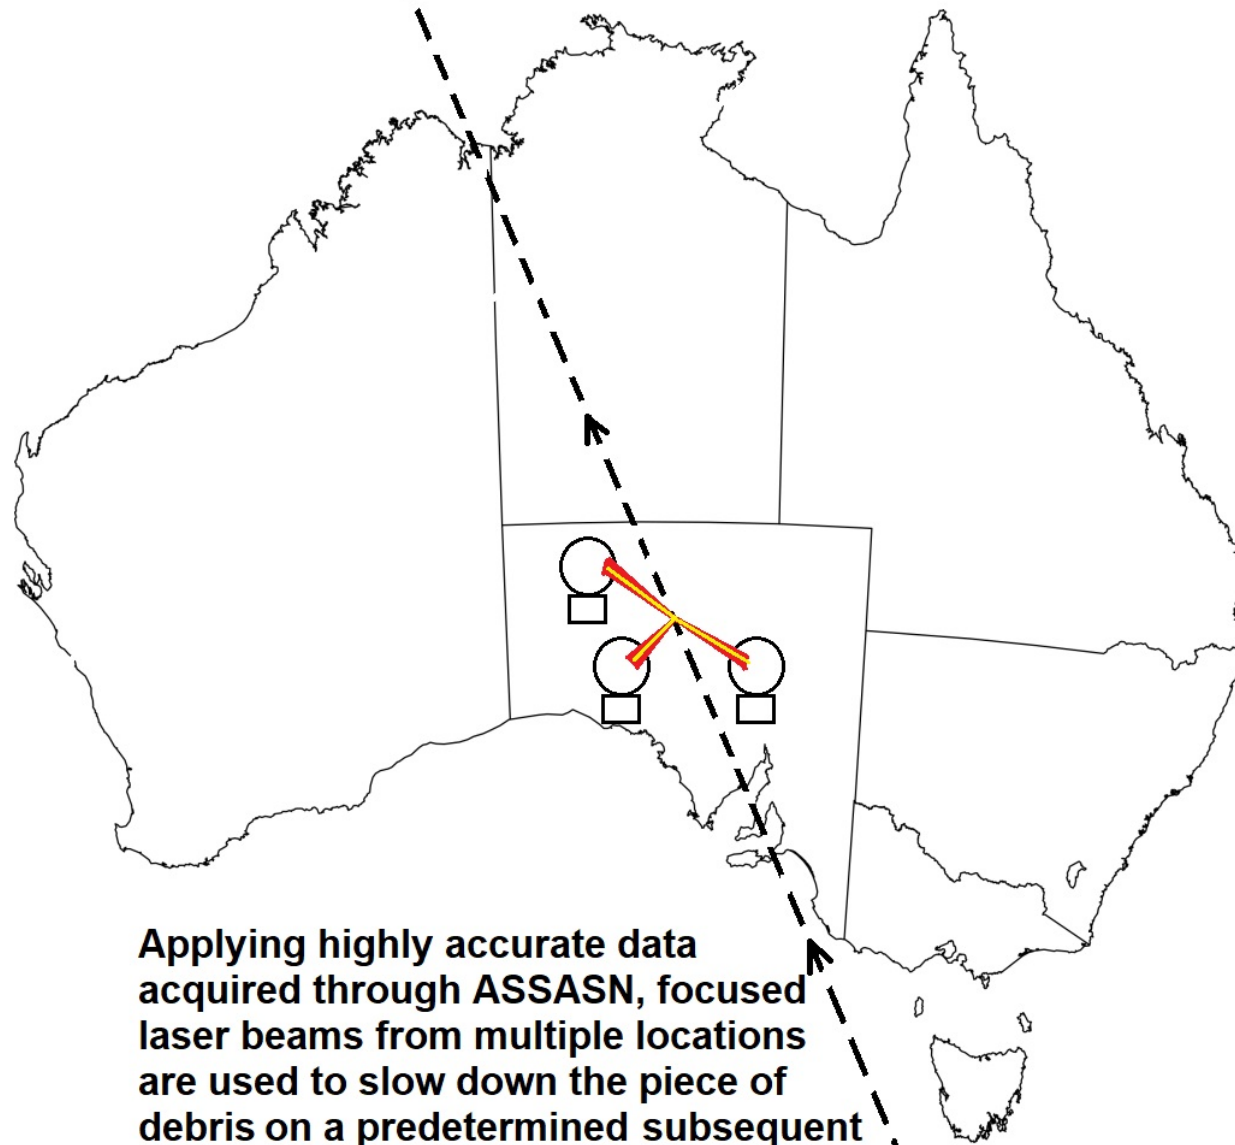 Applying highly accurate data
acquired through ASSASN, focused
laser beams from multiple locations
are used to slow down the piece of
debris on a predetermined subsequent